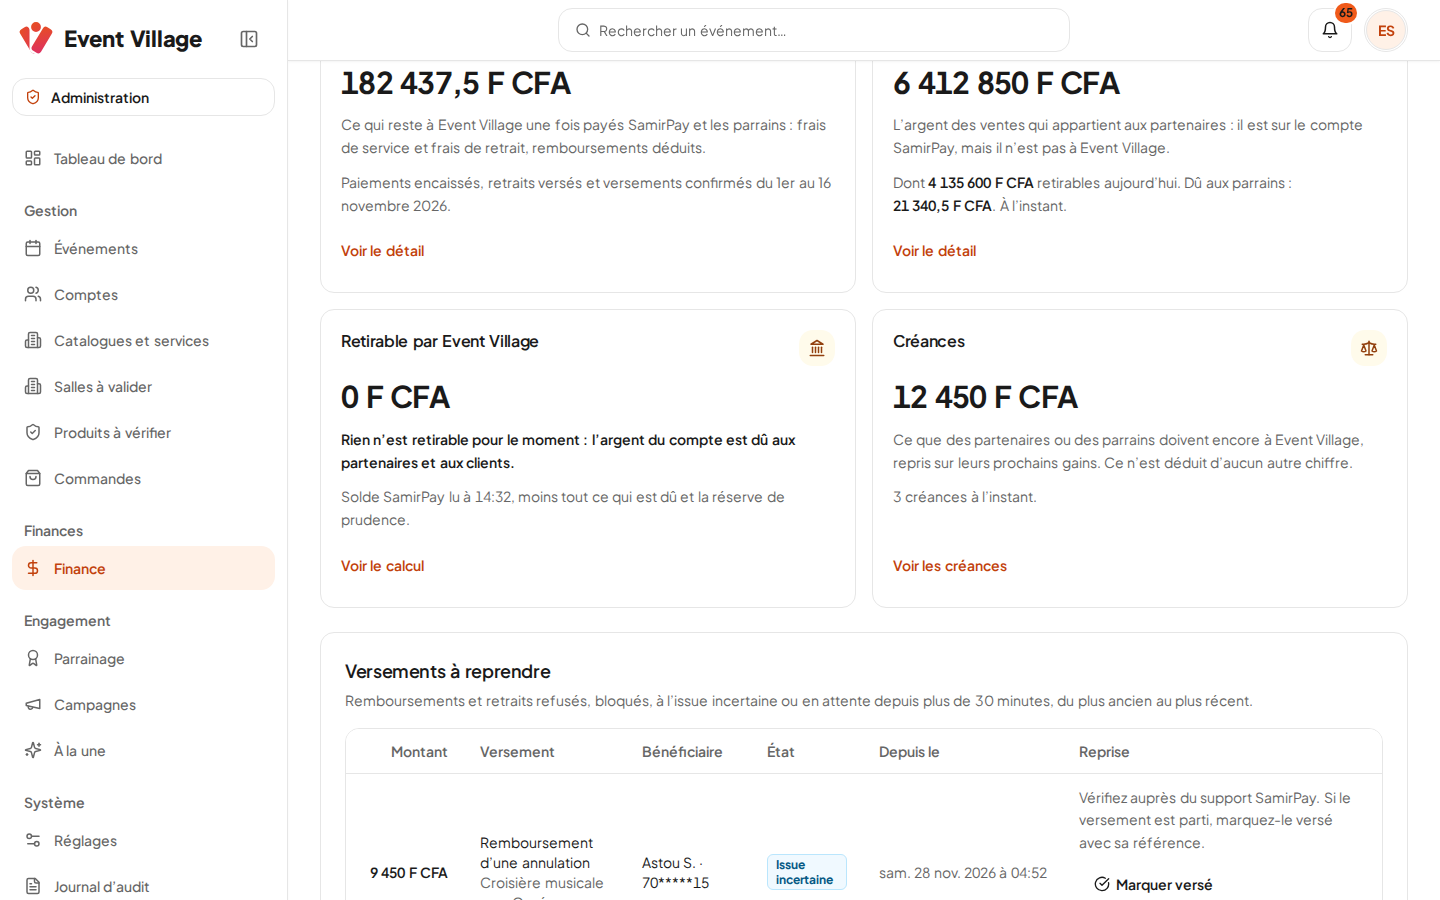 Event Village
Rechercher un événement...
65
ES
Administration
Tableau de bord
Gestion
Événements
Comptes
Catalogues et services
Salles à valider
Produits à vérifier
Commandes
Finances
Finance
Engagement
Parrainage
Campagnes
À la une
Système
Réglages
Journal d'audit
182 437,5 F CFA
Ce qui reste à Event Village une fois payés SamirPay et les parrains : frais
de service et frais de retrait, remboursements déduits.
Paiements encaissés, retraits versés et versements confirmés du 1er au 16
novembre 2026.
Voir le détail
6 412 850 F CFA
L'argent des ventes qui appartient aux partenaires : il est sur le compte
SamirPay, mais il n'est pas à Event Village.
Dont 4 135 600 F CFA retirables aujourd'hui. Dû aux parrains :
21 340,5 F CFA. À l'instant.
Voir le détail
Retirable par Event Village
0 F CFA
Rien n'est retirable pour le moment : l'argent du compte est dû aux
partenaires et aux clients.
Solde SamirPay lu à 14:32, moins tout ce qui est dû et la réserve de
prudence.
Voir le calcul
Créances
12 450 F CFA
Ce que des partenaires ou des parrains doivent encore à Event Village,
repris sur leurs prochains gains. Ce n'est déduit d'aucun autre chiffre.
3 créances à l'instant.
Voir les créances
Versements à reprendre
Remboursements et retraits refusés, bloqués, à l'issue incertaine ou en attente depuis plus de 30 minutes, du plus ancien au plus récent.
Montant Versement Bénéficiaire État Depuis le Reprise
9 450 F CFA
Remboursement
d'une annulation
Croisière musicale
Astou S. ·
70*****15
Issue
incertaine
sam. 28 nov. 2026 à 04:52
Vérifiez auprès du support SamirPay. Si le
versement est parti, marquez-le versé
avec sa référence.
Marquer versé